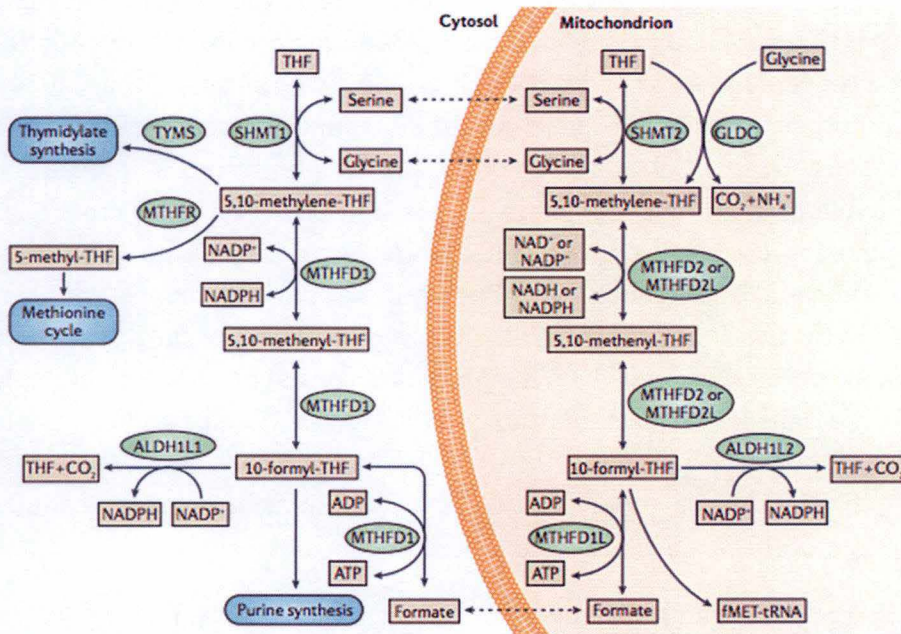 Cytosol
Mitochondrion
THF
Serine
Glycine
TYMS
SHMT1
Thymidylate
synthesis
5,10-methylene-THF
MTHFR
5-methyl-THF
Methionine
cycle
NADP⁺
NADPH
MTHFD1
5,10-methenyl-THF
MTHFD1
ALDH1L1
THF+CO₂
10-formyl-THF
NADPH
NADP⁺
ADP
MTHFD1
ATP
Purine synthesis
Formate
THF
Glycine
Serine
SHMT2
GLDC
Glycine
5,10-methylene-THF
CO₂+NH₄⁺
NAD⁺ or
NADP⁺
MTHFD2 or
MTHFD2L
NADH or
NADPH
5,10-methenyl-THF
MTHFD2 or
MTHFD2L
ALDH1L2
10-formyl-THF
THF+CO₂
ADP
NADP⁺
NADPH
MTHFD1L
ATP
Formate
fMET-tRNA